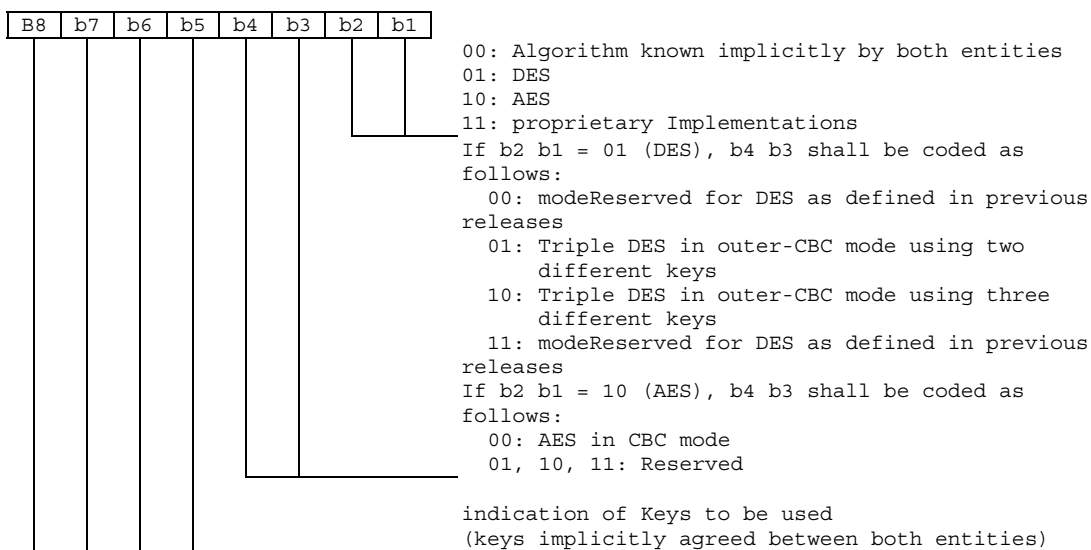 B8 b7 b6 b5 b4 b3 b2 b1
00: Algorithm known implicitly by both entities
01: DES
10: AES
11: proprietary Implementations
If b2 b1 = 01 (DES), b4 b3 shall be coded as
follows:
00: modeReserved for DES as defined in previous
releases
01: Triple DES in outer-CBC mode using two
different keys
10: Triple DES in outer-CBC mode using three
different keys
11: modeReserved for DES as defined in previous
releases
If b2 b1 = 10 (AES), b4 b3 shall be coded as
follows:
00: AES in CBC mode
01, 10, 11: Reserved
indication of Keys to be used
(keys implicitly agreed between both entities)